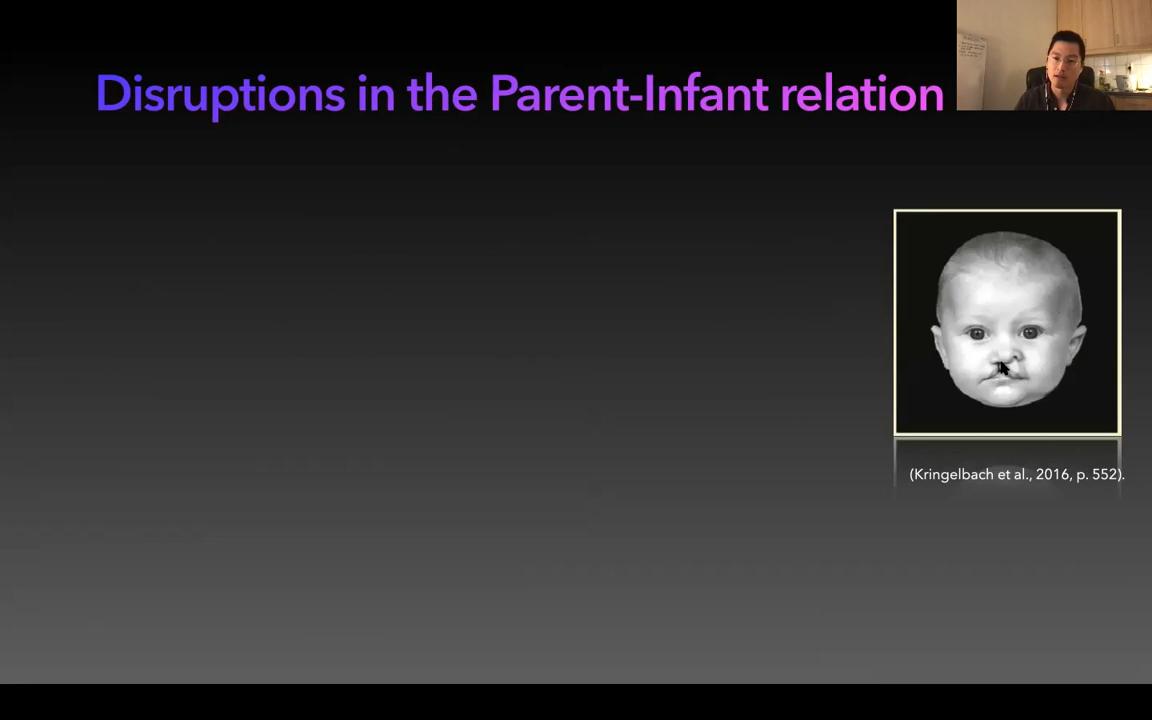 Disruptions in the Parent-Infant relation
(Kringelbach et al., 2016, p. 552).